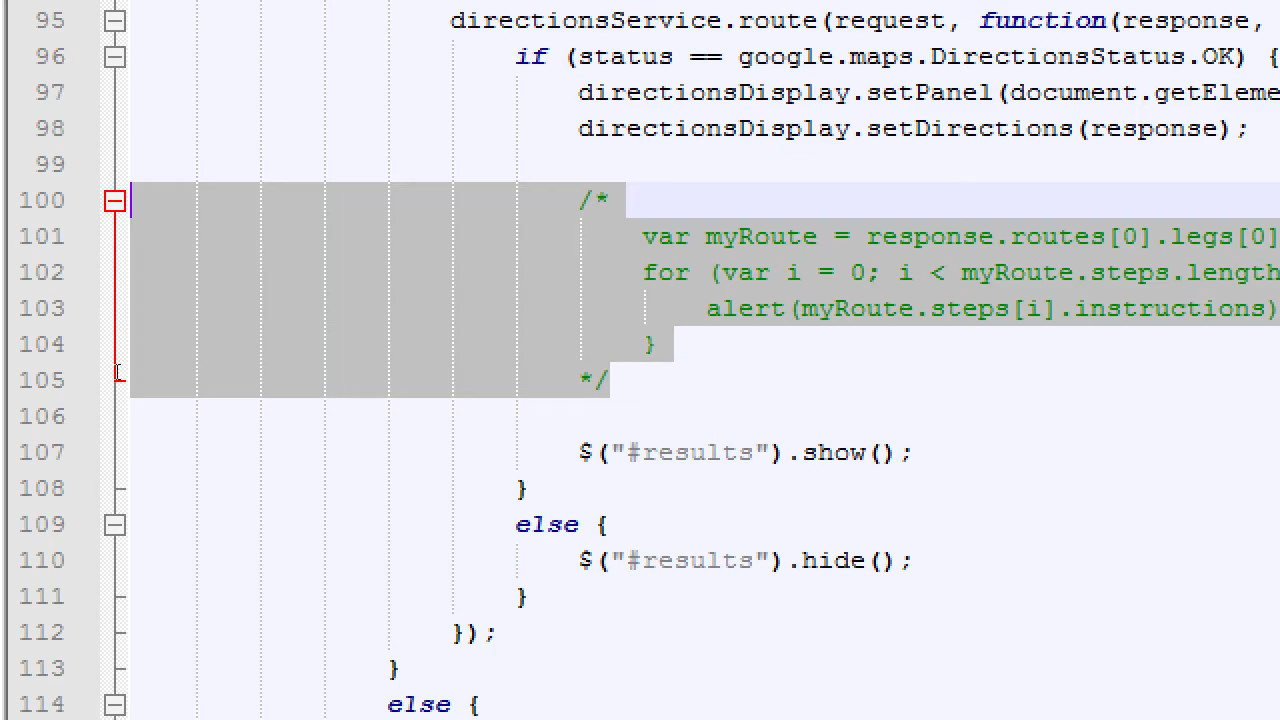 95 directionsService.route(request, function(response,
96 if (status == google.maps.DirectionsStatus.OK) {
97 directionsDisplay.setPanel(document.getEleme
98 directionsDisplay.setDirections(response);
99
100 /*
101 var myRoute = response.routes[0].legs[0]
102 for (var i = 0; i < myRoute.steps.length
103 alert(myRoute.steps[i].instructions)
104 }
105 */
106
107 $("#results").show();
108 }
109 else {
110 $("#results").hide();
111 }
112 });
113 }
114 else {